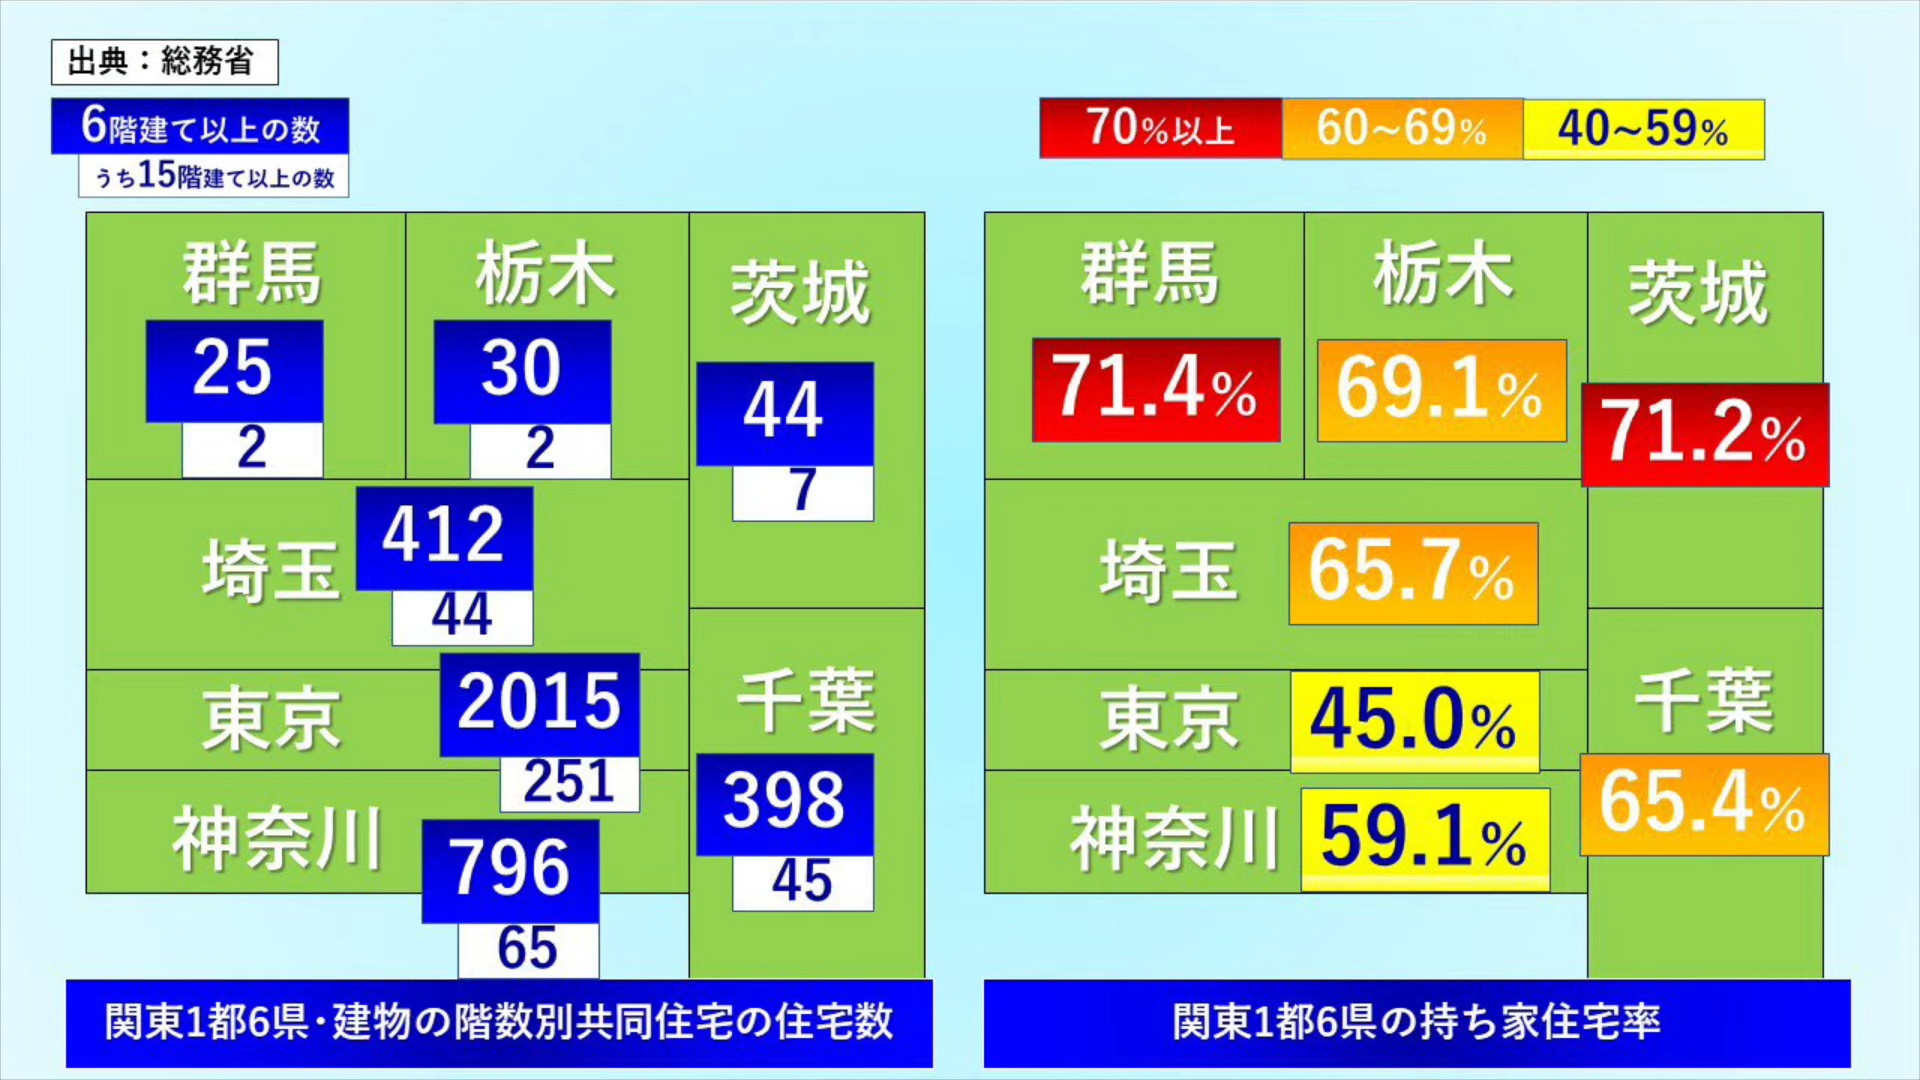 出典：総務省
6階建て以上の数
うち15階建て以上の数
群馬
25
2
栃木
30
2
茨城
44
7
埼玉
412
44
東京
2015
251
千葉
398
45
神奈川
796
65
関東1都6県・建物の階数別共同住宅の住宅数
70%以上
60~69%
40~59%
群馬
71.4%
栃木
69.1%
茨城
71.2%
埼玉
65.7%
東京
45.0%
千葉
65.4%
神奈川
59.1%
関東1都6県の持ち家住宅率